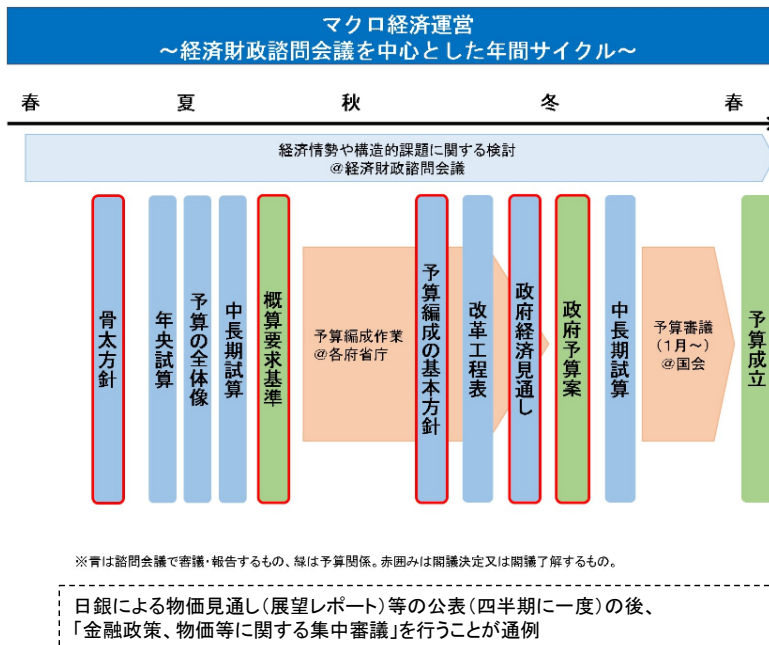 マクロ経済運営
~経済財政諮問会議を中心とした年間サイクル~
春
夏
秋
冬
春
経済情勢や構造的課題に関する検討
@経済財政諮問会議
骨太方針
年央試算
予算の全体像
中長期試算
概算要求基準
予算編成作業
@各府省庁
予算編成の基本方針
改革工程表
政府経済見通し
政府予算案
中長期試算
予算審議
(1月~)
@国会
予算成立
※青は諮問会議で審議・報告するもの、緑は予算関係。赤囲みは閣議決定又は閣議了解するもの。
日銀による物価見通し(展望レポート)等の公表(四半期に一度)の後、
「金融政策、物価等に関する集中審議」を行うことが通例